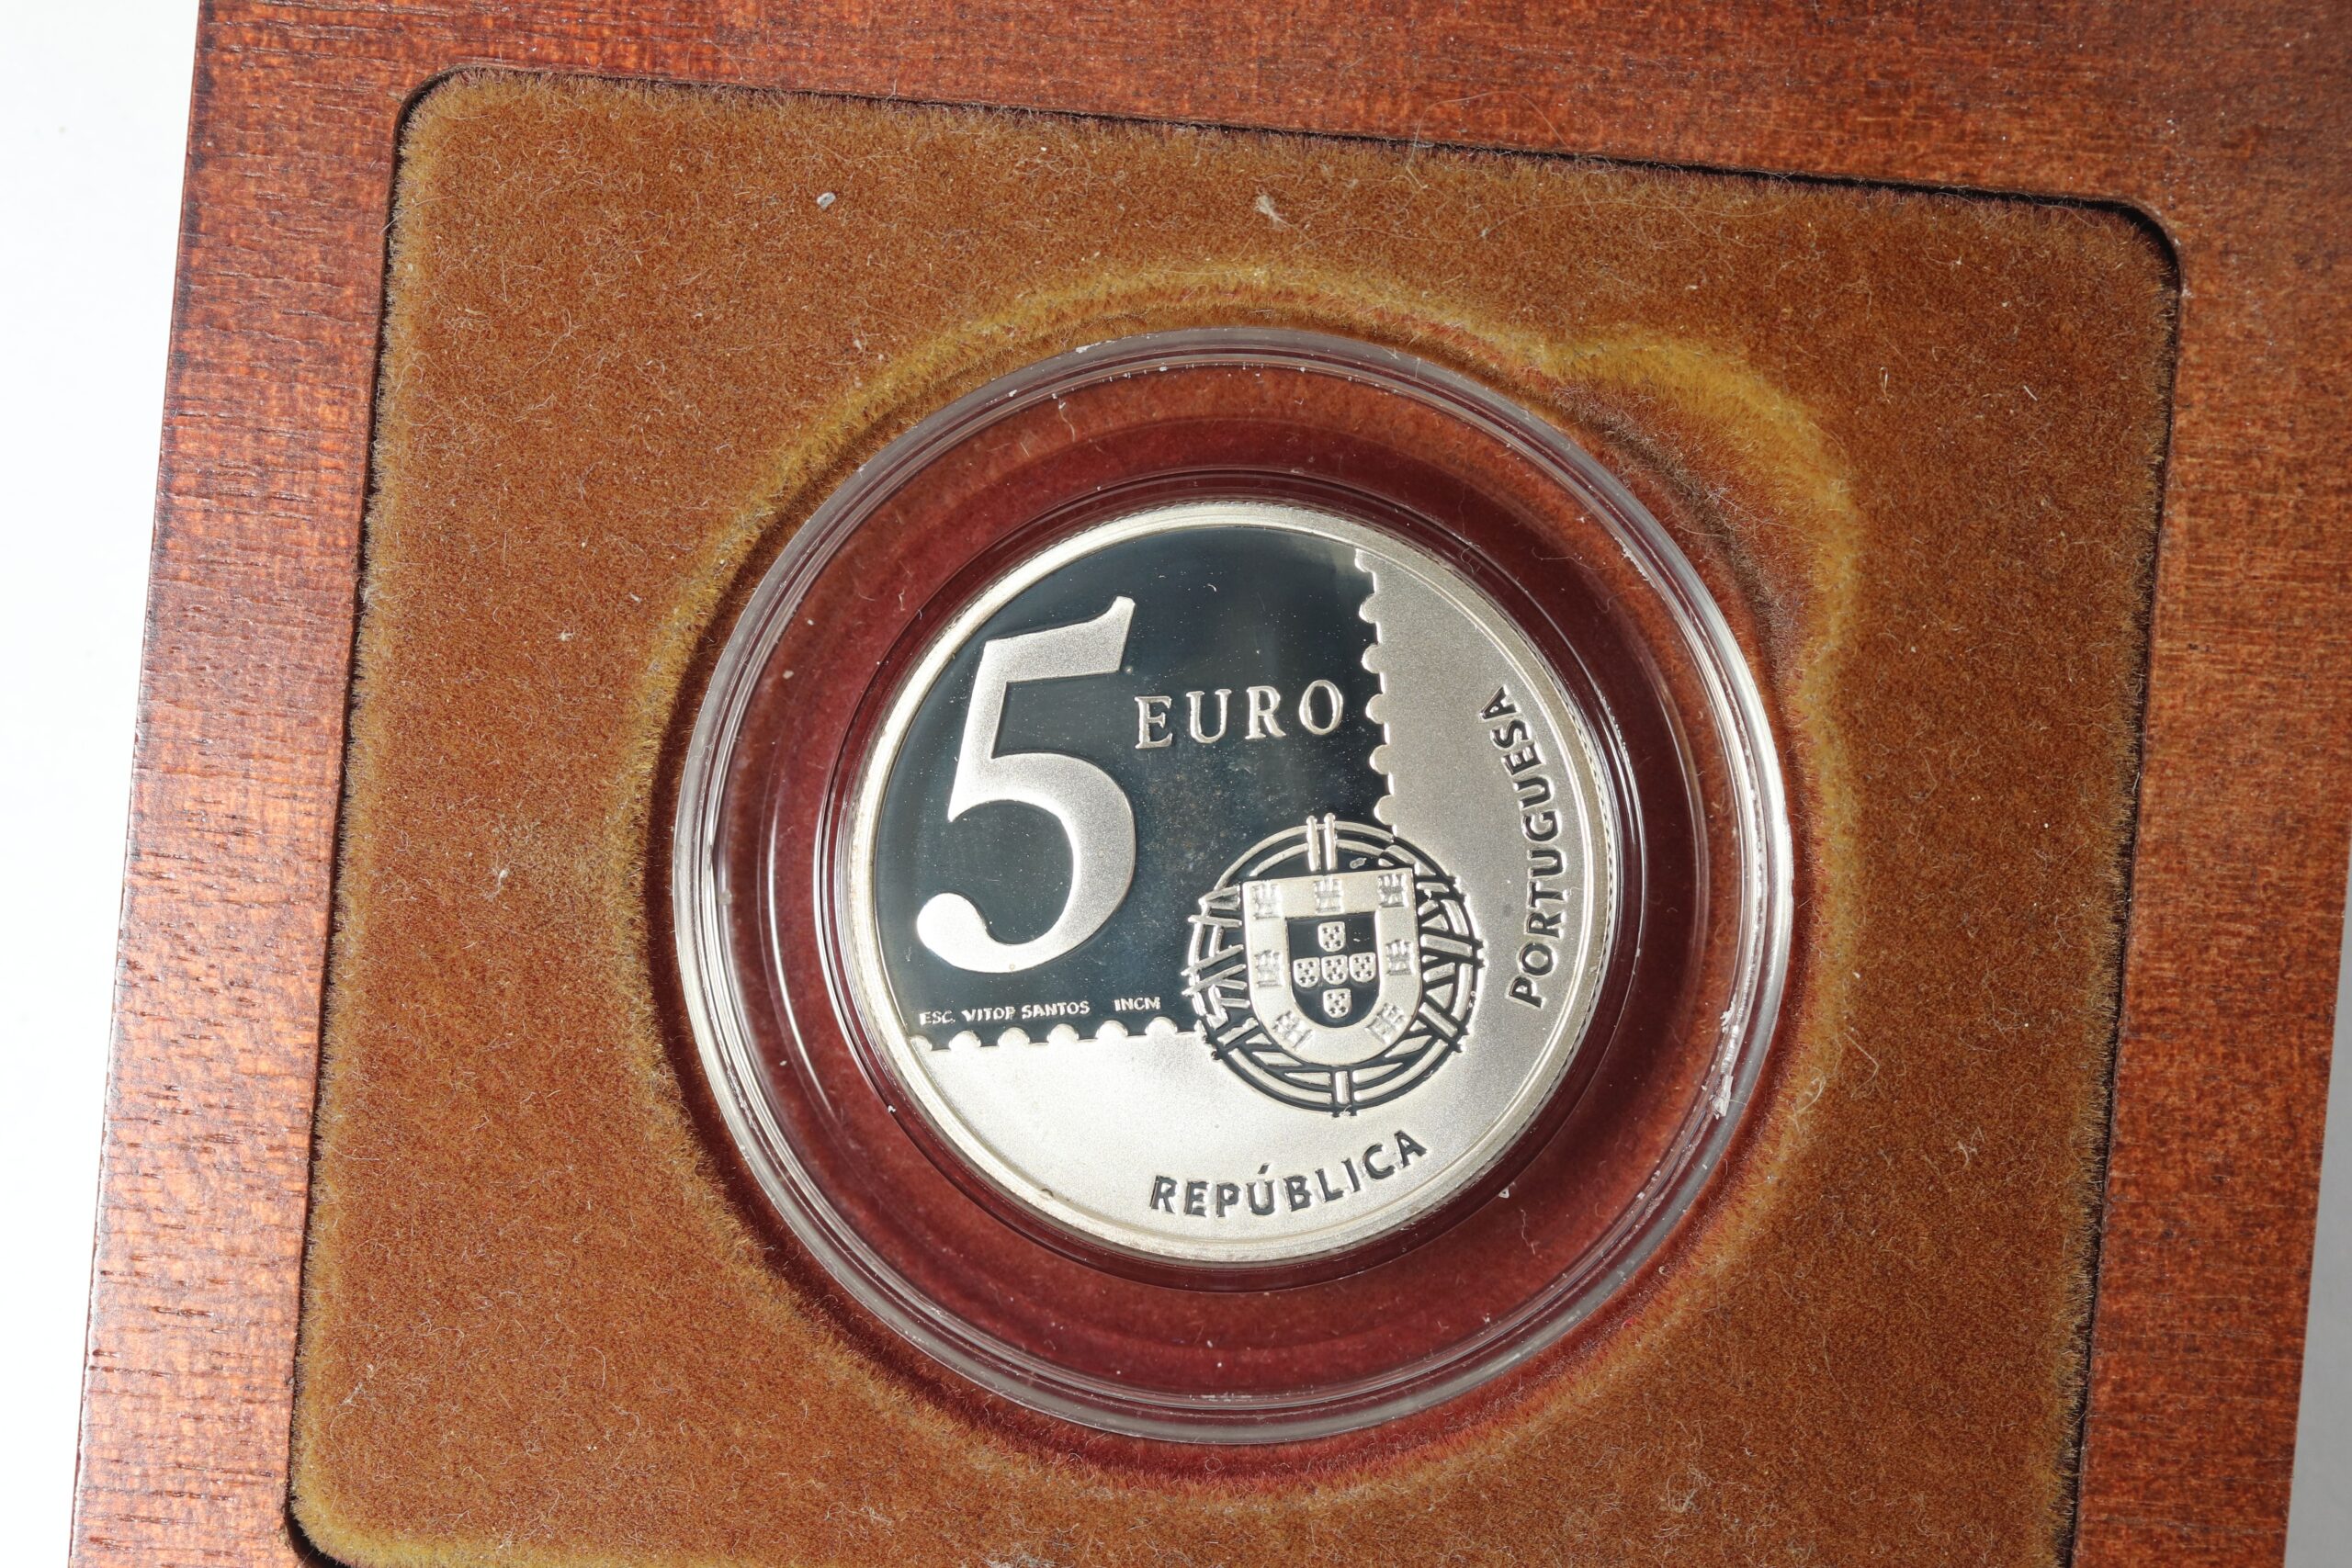 5
EURO
ESC. VITOR SANTOS INCM
REPÚBLICA
PORTUGUESA